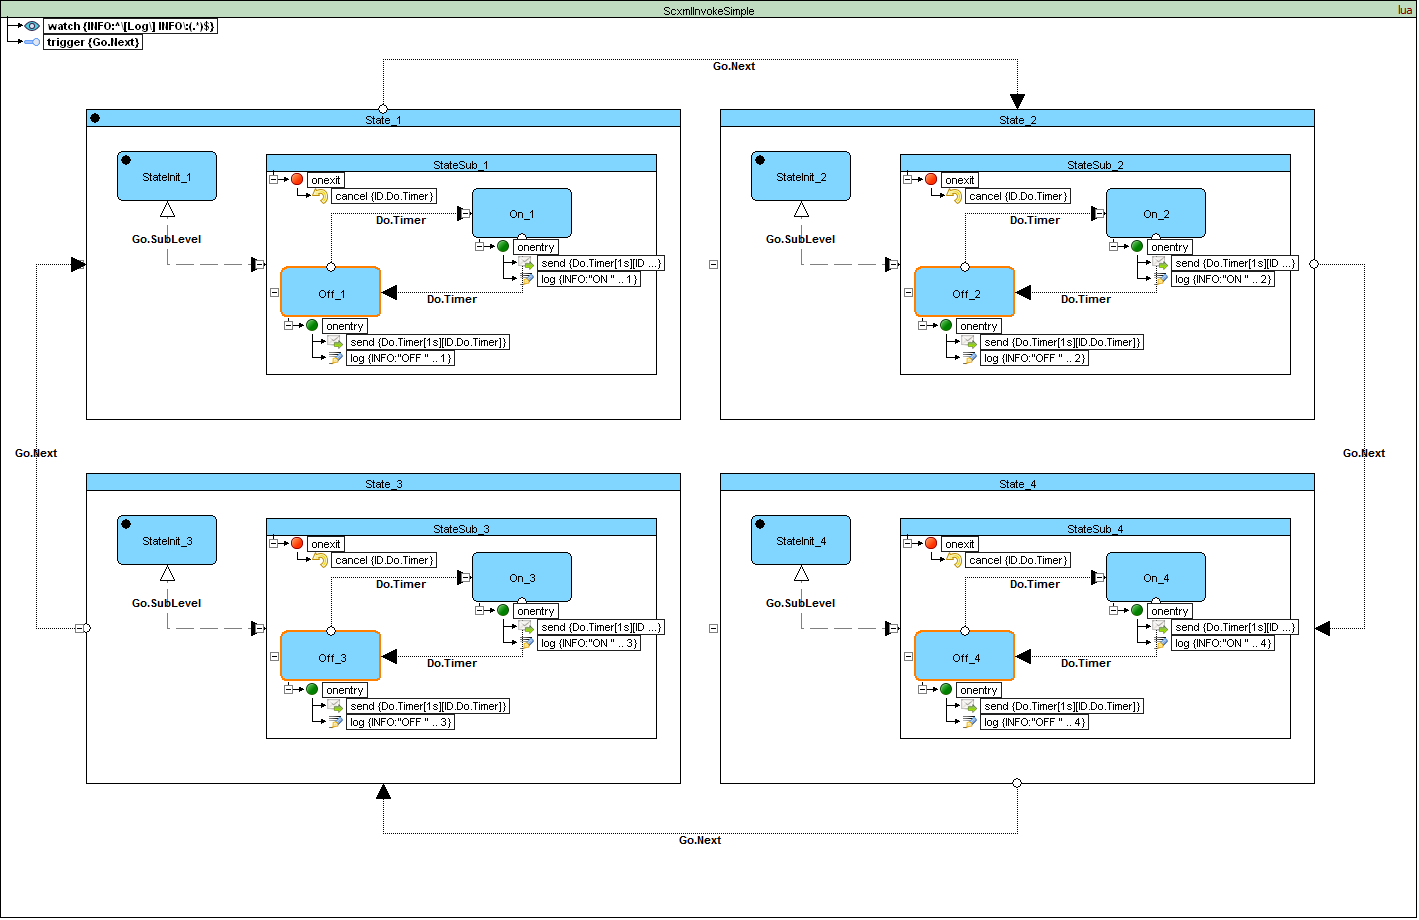 ScxmlInvokeSimple
lua
watch {INFO:^\[Log\] INFO\:(.*)$}
trigger {Go.Next}
Go.Next
State_1
StateInit_1
Go.SubLevel
StateSub_1
onexit
cancel {ID.Do.Timer}
Do.Timer
On_1
onentry
send {Do.Timer[1s][ID ...}
log {INFO:"ON " .. 1}
Off_1
Do.Timer
onentry
send {Do.Timer[1s][ID.Do.Timer]}
log {INFO:"OFF " .. 1}
State_2
StateInit_2
Go.SubLevel
StateSub_2
onexit
cancel {ID.Do.Timer}
Do.Timer
On_2
onentry
send {Do.Timer[1s][ID ...}
log {INFO:"ON " .. 2}
Off_2
Do.Timer
onentry
send {Do.Timer[1s][ID.Do.Timer]}
log {INFO:"OFF " .. 2}
Go.Next
Go.Next
State_3
StateInit_3
Go.SubLevel
StateSub_3
onexit
cancel {ID.Do.Timer}
Do.Timer
On_3
onentry
send {Do.Timer[1s][ID ...}
log {INFO:"ON " .. 3}
Off_3
Do.Timer
onentry
send {Do.Timer[1s][ID.Do.Timer]}
log {INFO:"OFF " .. 3}
State_4
StateInit_4
Go.SubLevel
StateSub_4
onexit
cancel {ID.Do.Timer}
Do.Timer
On_4
onentry
send {Do.Timer[1s][ID ...}
log {INFO:"ON " .. 4}
Off_4
Do.Timer
onentry
send {Do.Timer[1s][ID.Do.Timer]}
log {INFO:"OFF " .. 4}
Go.Next